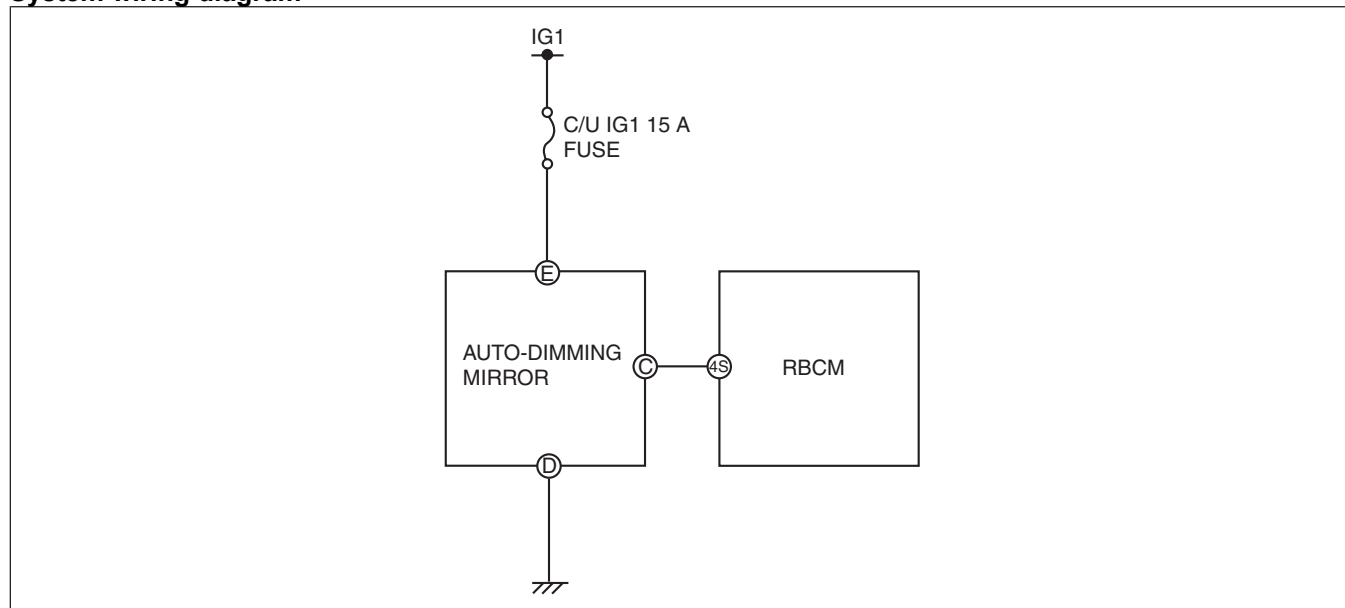 System wiring diagram
IG1
C/U IG1 15 A
FUSE
E
AUTO-DIMMING
MIRROR
C
4S
RBCM
D